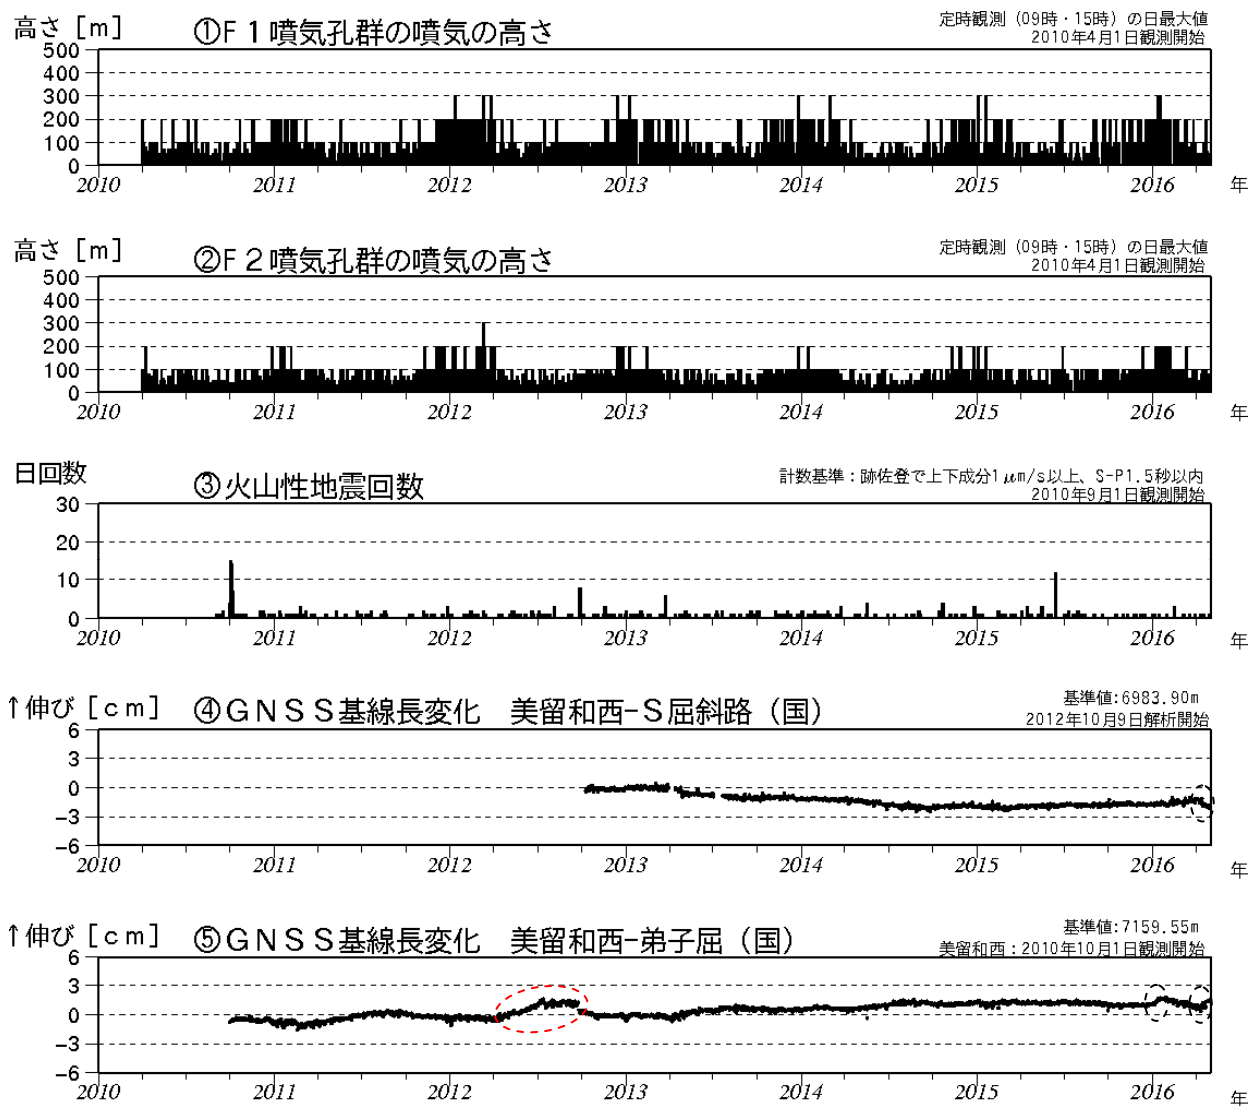 高さ [m] ①F1噴気孔群の噴気の高さ 定時観測 (09時・15時) の日最大値
2010年4月1日観測開始
500
400
300
200
100
0
2010 2011 2012 2013 2014 2015 2016 年
高さ [m] ②F2噴気孔群の噴気の高さ 定時観測 (09時・15時) の日最大値
2010年4月1日観測開始
500
400
300
200
100
0
2010 2011 2012 2013 2014 2015 2016 年
日回数 ③火山性地震回数 計数基準：跡佐登で上下成分1μm/s以上、S-P1.5秒以内
2010年9月1日観測開始
30
20
10
0
2010 2011 2012 2013 2014 2015 2016 年
↑伸び [cm] ④GNSS基線長変化 美留和西-S屈斜路（国） 基準値:6983.90m
2012年10月9日解析開始
6
3
0
-3
-6
2010 2011 2012 2013 2014 2015 2016 年
↑伸び [cm] ⑤GNSS基線長変化 美留和西-弟子屈（国） 基準値:7159.55m
美留和西：2010年10月1日観測開始
6
3
0
-3
-6
2010 2011 2012 2013 2014 2015 2016 年